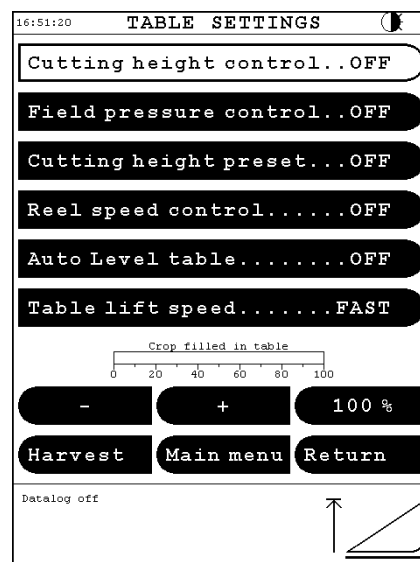 16:51:20 TABLE SETTINGS
Cutting height control..OFF
Field pressure control..OFF
Cutting height preset...OFF
Reel speed control......OFF
Auto Level table........OFF
Table lift speed.......FAST
Crop filled in table
0 20 40 60 80 100
- + 100 %
Harvest Main menu Return
Datalog off